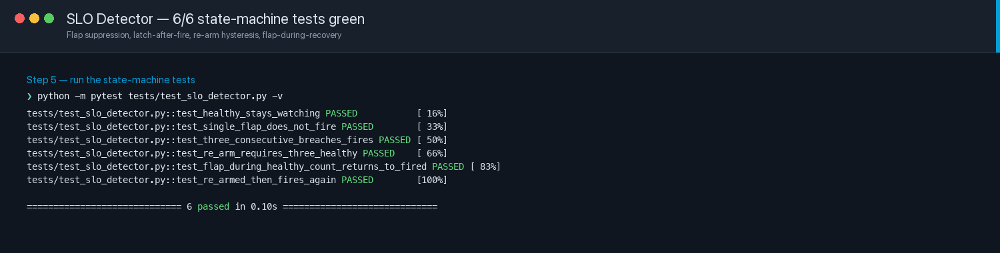 SLO Detector — 6/6 state-machine tests green
Flap suppression, latch-after-fire, re-arm hysteresis, flap-during-recovery
Step 5 — run the state-machine tests
❯ python -m pytest tests/test_slo_detector.py -v
tests/test_slo_detector.py::test_healthy_stays_watching PASSED           [ 16%]
tests/test_slo_detector.py::test_single_flap_does_not_fire PASSED        [ 33%]
tests/test_slo_detector.py::test_three_consecutive_breaches_fires PASSED [ 50%]
tests/test_slo_detector.py::test_re_arm_requires_three_healthy PASSED    [ 66%]
tests/test_slo_detector.py::test_flap_during_healthy_count_returns_to_fired PASSED [ 83%]
tests/test_slo_detector.py::test_re_armed_then_fires_again PASSED        [100%]
============================= 6 passed in 0.10s =============================